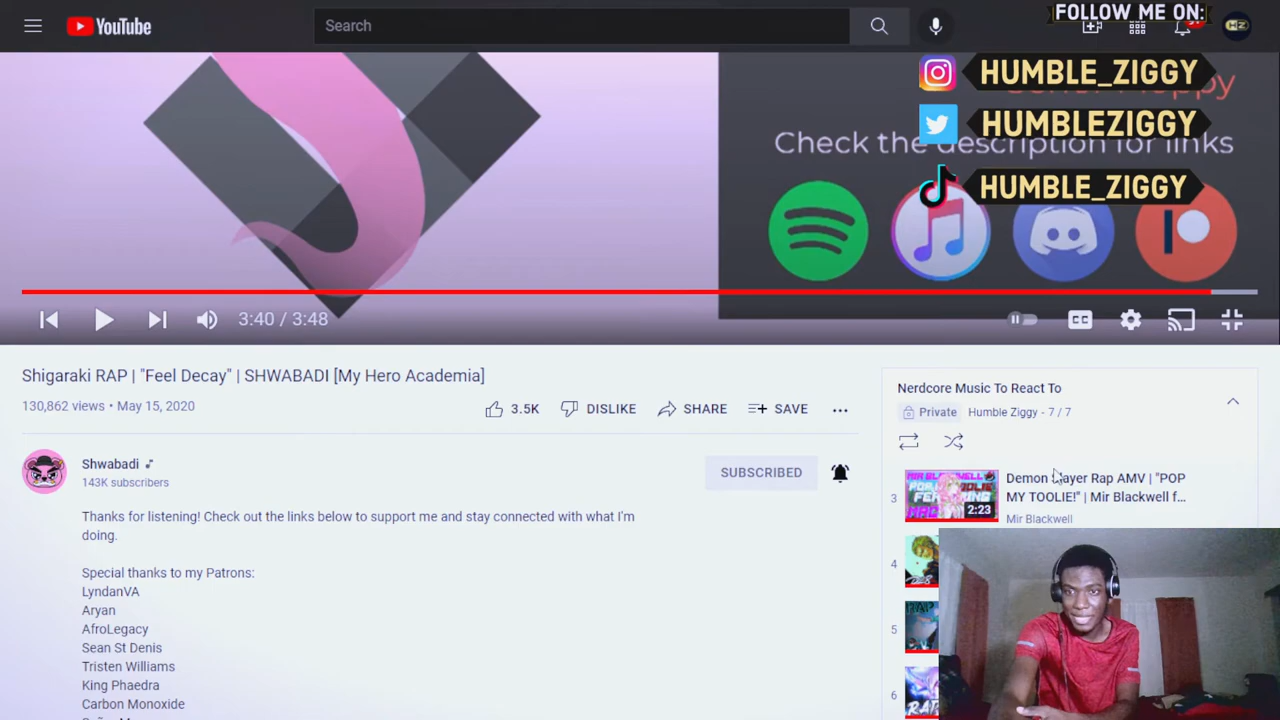 YouTube
Search
FOLLOW ME ON:
HZ
HUMBLE_ZIGGY
HUMBLEZIGGY
HUMBLE_ZIGGY
Check the description for links
3:40 / 3:48
CC
Shigaraki RAP | "Feel Decay" | SHWABADI [My Hero Academia]
130,862 views • May 15, 2020
3.5K
DISLIKE
SHARE
SAVE
Shwabadi
143K subscribers
SUBSCRIBED
Thanks for listening! Check out the links below to support me and stay connected with what I'm
doing.
Special thanks to my Patrons:
LyndanVA
Aryan
AfroLegacy
Sean St Denis
Tristen Williams
King Phaedra
Carbon Monoxide
Nerdcore Music To React To
Private Humble Ziggy - 7 / 7
3
2:23
Demon Slayer Rap AMV | "POP
MY TOOLIE!" | Mir Blackwell f...
Mir Blackwell
4
5
6